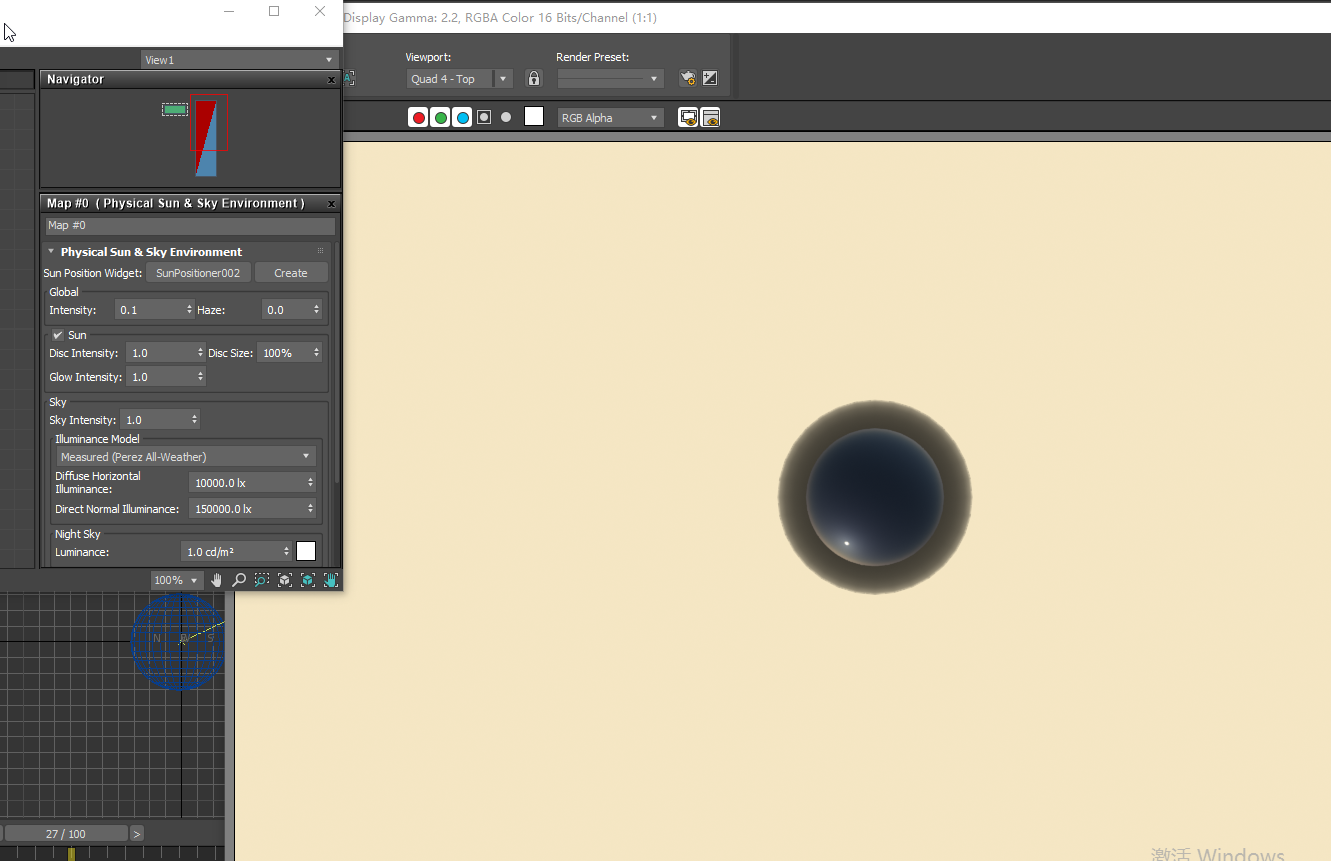 Display Gamma: 2.2, RGBA Color 16 Bits/Channel (1:1)
View1
Viewport:
Render Preset:
Quad 4 - Top
RGB Alpha
Navigator
Map #0 ( Physical Sun & Sky Environment )
Map #0
Physical Sun & Sky Environment
Sun Position Widget: SunPositioner002 Create
Global
Intensity: 0.1 Haze: 0.0
Sun
Disc Intensity: 1.0 Disc Size: 100%
Glow Intensity: 1.0
Sky
Sky Intensity: 1.0
Illuminance Model
Measured (Perez All-Weather)
Diffuse Horizontal
Illuminance: 10000.0 lx
Direct Normal Illuminance: 150000.0 lx
Night Sky
Luminance: 1.0 cd/m²
100%
N W S
27 / 100 >
激活 Windows